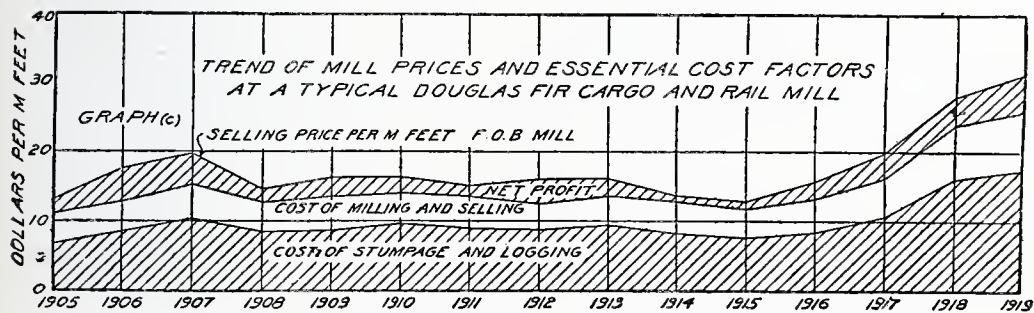 DOLLARS PER M FEET
40
30
20
10
5
0
TREND OF MILL PRICES AND ESSENTIAL COST FACTORS
AT A TYPICAL DOUGLAS FIR CARGO AND RAIL MILL
GRAPH (c)
SELLING PRICE PER M FEET F.O.B MILL
NET PROFIT
COST OF MILLING AND SELLING
COST OF STUMPAGE AND LOGGING
1905 1906 1907 1908 1909 1910 1911 1912 1913 1914 1915 1916 1917 1918 1919